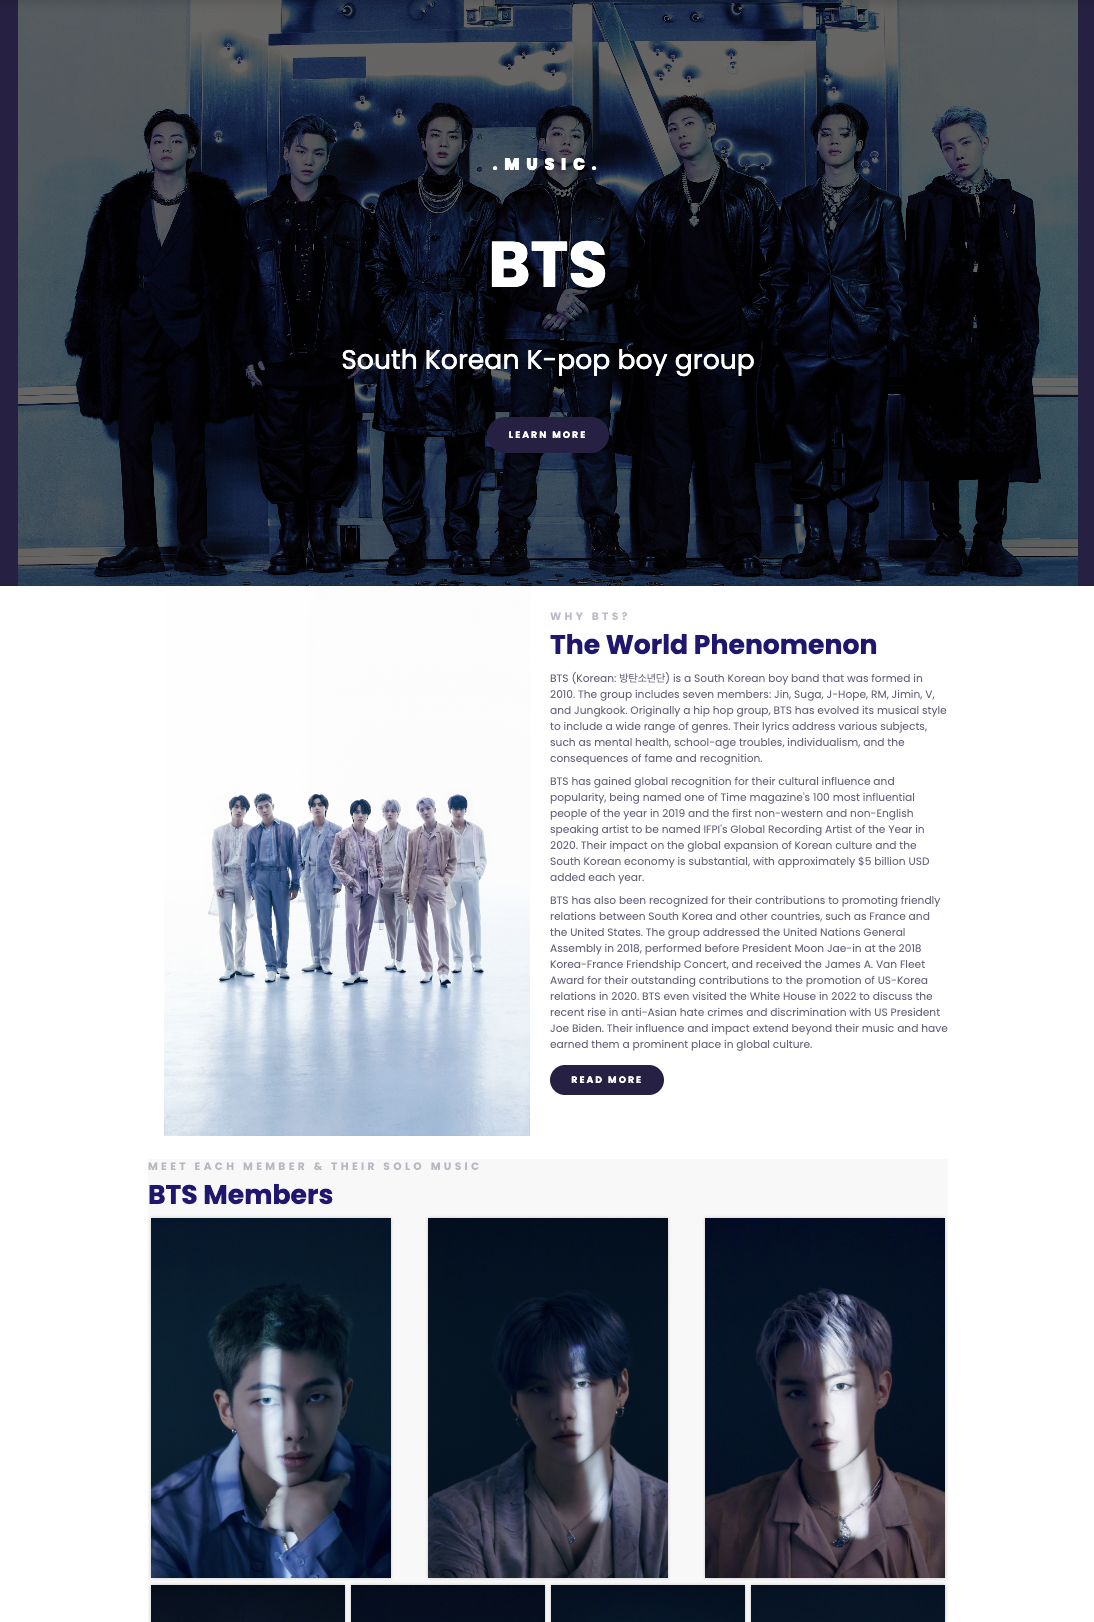 .MUSIC.
BTS
South Korean K-pop boy group
LEARN MORE
WHY BTS?
The World Phenomenon
BTS (Korean: 방탄소년단) is a South Korean boy band that was formed in
2010. The group includes seven members: Jin, Suga, J-Hope, RM, Jimin, V,
and Jungkook. Originally a hip hop group, BTS has evolved its musical style
to include a wide range of genres. Their lyrics address various subjects,
such as mental health, school-age troubles, individualism, and the
consequences of fame and recognition.
BTS has gained global recognition for their cultural influence and
popularity, being named one of Time magazine's 100 most influential
people of the year in 2019 and the first non-western and non-English
speaking artist to be named IFPI's Global Recording Artist of the Year in
2020. Their impact on the global expansion of Korean culture and the
South Korean economy is substantial, with approximately $5 billion USD
added each year.
BTS has also been recognized for their contributions to promoting friendly
relations between South Korea and other countries, such as France and
the United States. The group addressed the United Nations General
Assembly in 2018, performed before President Moon Jae-in at the 2018
Korea-France Friendship Concert, and received the James A. Van Fleet
Award for their outstanding contributions to the promotion of US-Korea
relations in 2020. BTS even visited the White House in 2022 to discuss the
recent rise in anti-Asian hate crimes and discrimination with US President
Joe Biden. Their influence and impact extend beyond their music and have
earned them a prominent place in global culture.
READ MORE
MEET EACH MEMBER & THEIR SOLO MUSIC
BTS Members